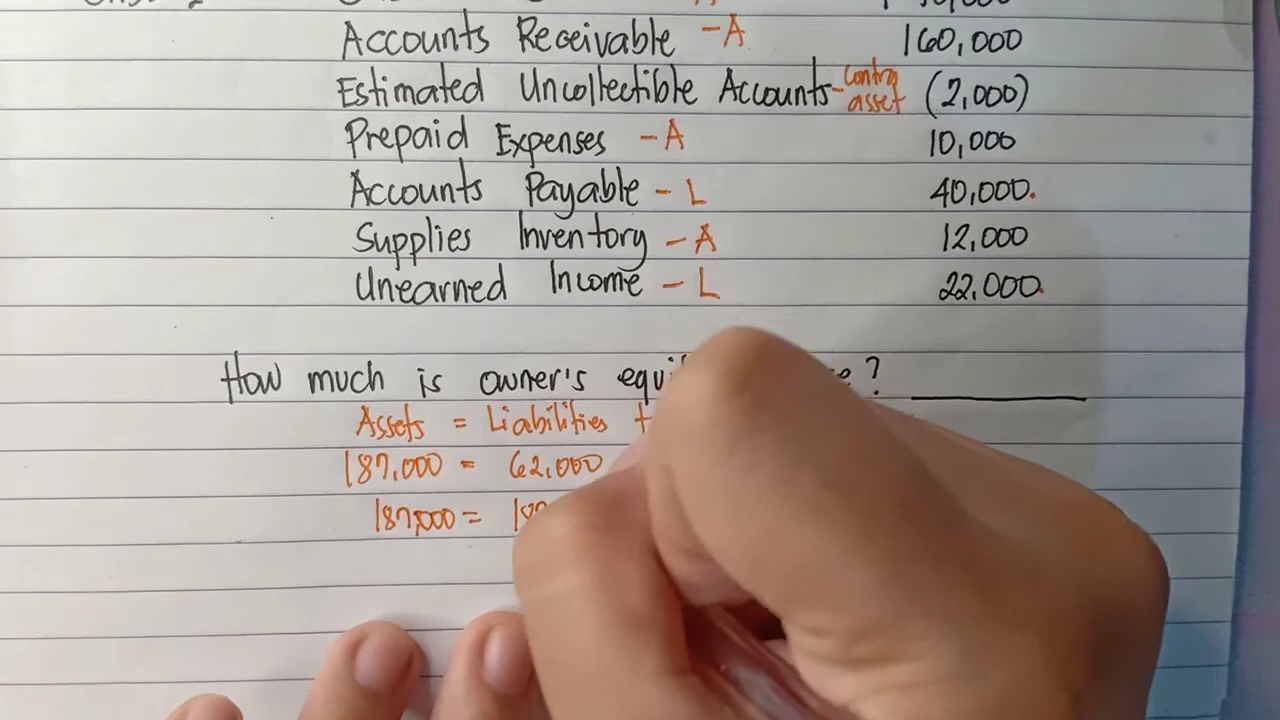 Accounts Receivable - A 160,000
Estimated Uncollectible Accounts - contra asset (2,000)
Prepaid Expenses - A 10,000
Accounts Payable - L 40,000.
Supplies Inventory - A 12,000
Unearned Income - L 22,000.
How much is owner's ?
Assets = Liabilities +
187,000 = 62,000
187,000 =